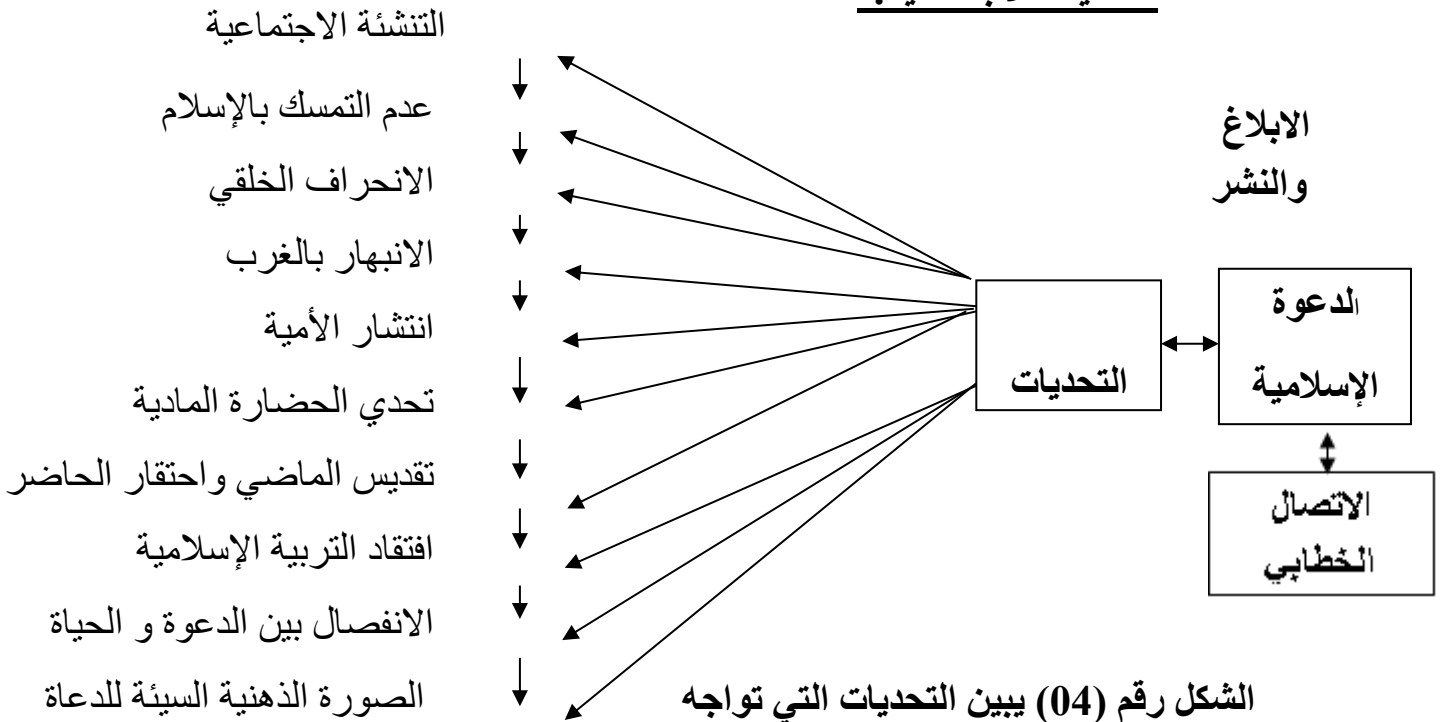 الابلاغ
والنشر
الدعوة
الإسلامية
الاتصال
الخطابي
التحديات
التنشئة الاجتماعية
عدم التمسك بالإسلام
الانحراف الخلقي
الانبهار بالغرب
انتشار الأمية
تحدي الحضارة المادية
تقديس الماضي واحتقار الحاضر
افتقاد التربية الإسلامية
الانفصال بين الدعوة و الحياة
الصورة الذهنية السيئة للدعاة
الشكل رقم (04) يبين التحديات التي تواجه